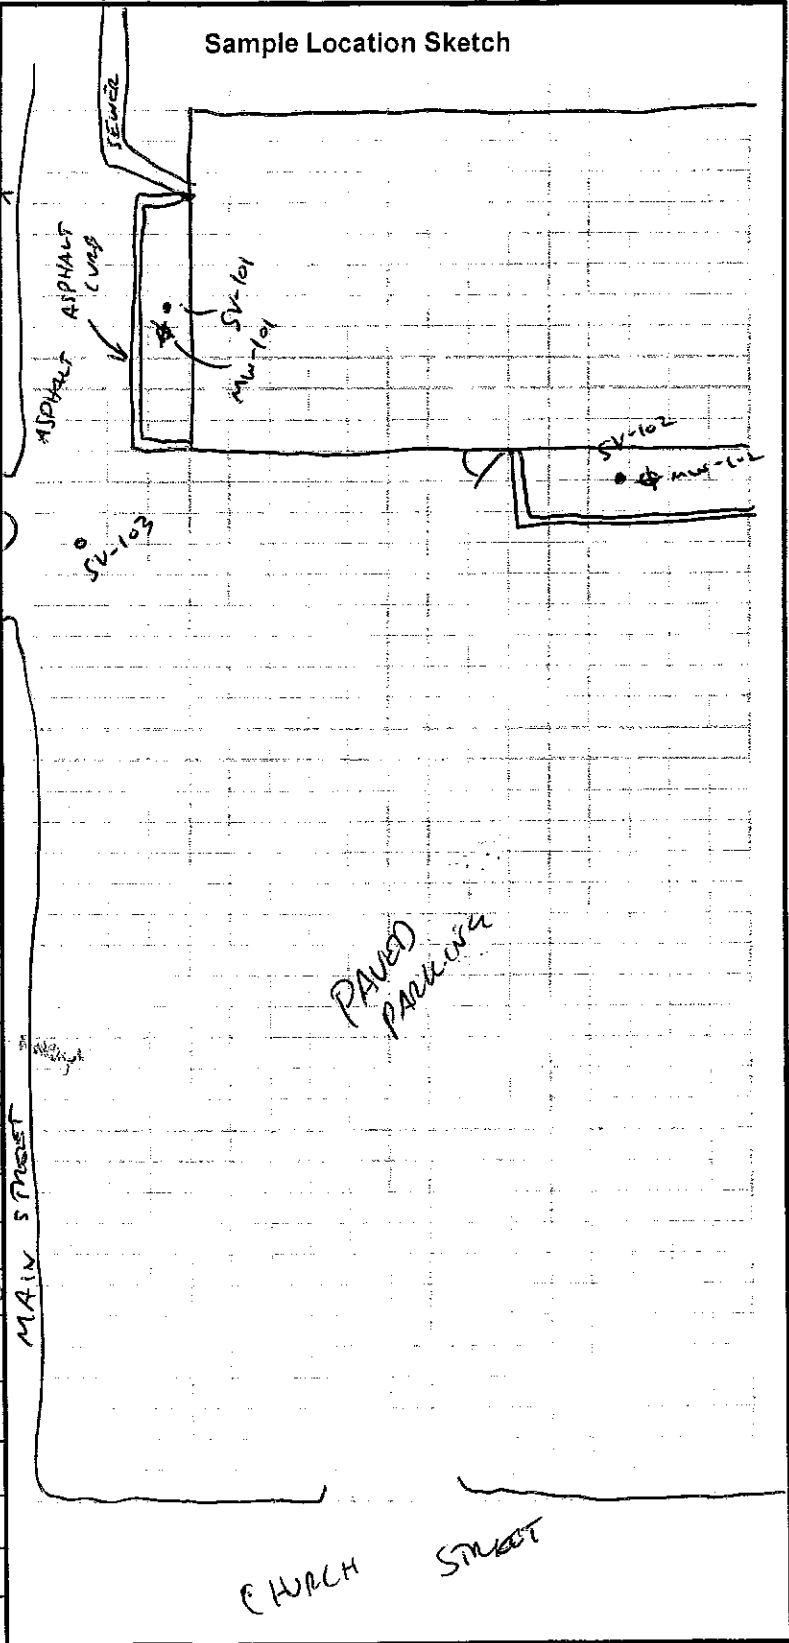 Sample Location Sketch
SEWER
ASPHALT
CURB
ASPHALT
SV-101
MW-101
SV-102
MW-102
SV-103
PAVED
PARKING
MAIN STREET
CHURCH STREET